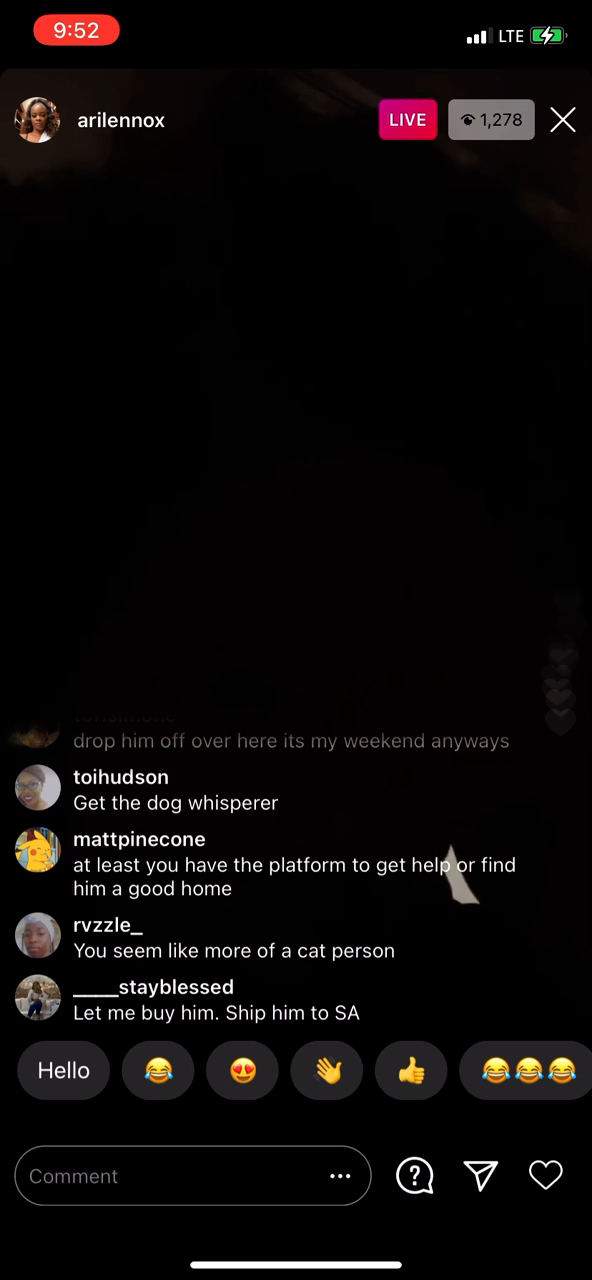 9:52
LTE
arilennox
LIVE
1,278
drop him off over here its my weekend anyways
toihudson
Get the dog whisperer
mattpinecone
at least you have the platform to get help or find
him a good home
rvzzle_
You seem like more of a cat person
____stayblessed
Let me buy him. Ship him to SA
Hello
Comment